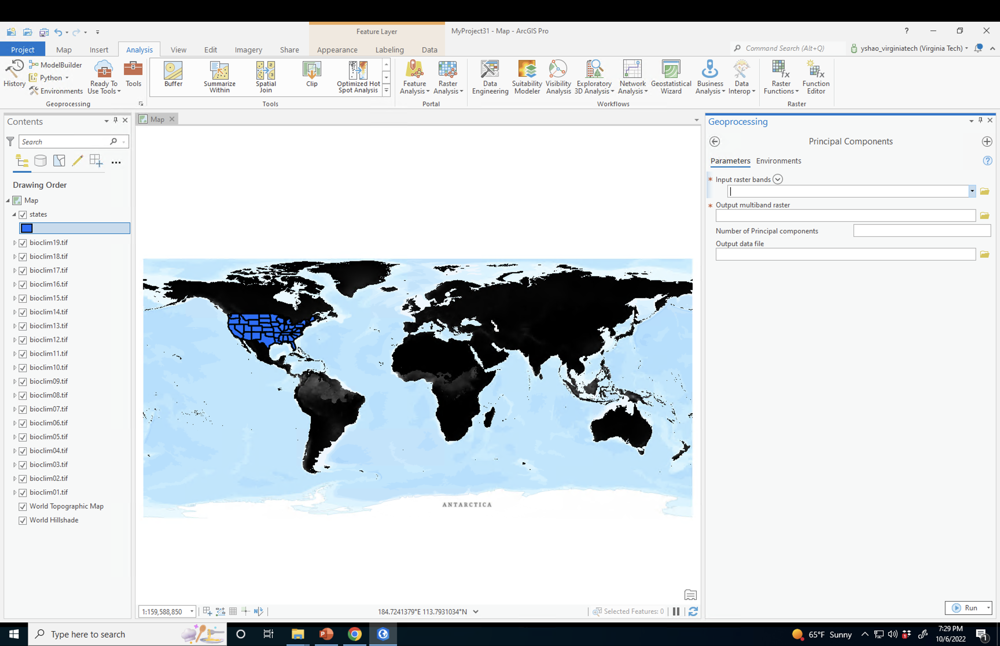 Feature Layer
MyProject31 - Map - ArcGIS Pro
?
Project Map Insert Analysis View Edit Imagery Share Appearance Labeling Data
Command Search (Alt+Q)
yshao_virginiatech (Virginia Tech)
History
ModelBuilder
Python
Environments
Ready To
Use Tools
Tools
Geoprocessing
Buffer
Summarize
Within
Spatial
Join
Clip
Optimized Hot
Spot Analysis
Tools
Feature
Analysis
Raster
Analysis
Portal
Data
Engineering
Suitability
Modeler
Visibility
Analysis
Exploratory
3D Analysis
Network
Analysis
Geostatistical
Wizard
Business
Analysis
Data
Interop
Workflows
Raster
Functions
Function
Editor
Raster
Contents
Search
Drawing Order
Map
states
bioclim19.tif
bioclim18.tif
bioclim17.tif
bioclim16.tif
bioclim15.tif
bioclim14.tif
bioclim13.tif
bioclim12.tif
bioclim11.tif
bioclim10.tif
bioclim09.tif
bioclim08.tif
bioclim07.tif
bioclim06.tif
bioclim05.tif
bioclim04.tif
bioclim03.tif
bioclim02.tif
bioclim01.tif
World Topographic Map
World Hillshade
Map
ANTARCTICA
1:159,588,850
184.7241379°E 113.7931034°N
Selected Features: 0
Geoprocessing
Principal Components
Parameters Environments
?
* Input raster bands
* Output multiband raster
Number of Principal components
Output data file
Run
Type here to search
65°F Sunny
7:29 PM
10/6/2022
1